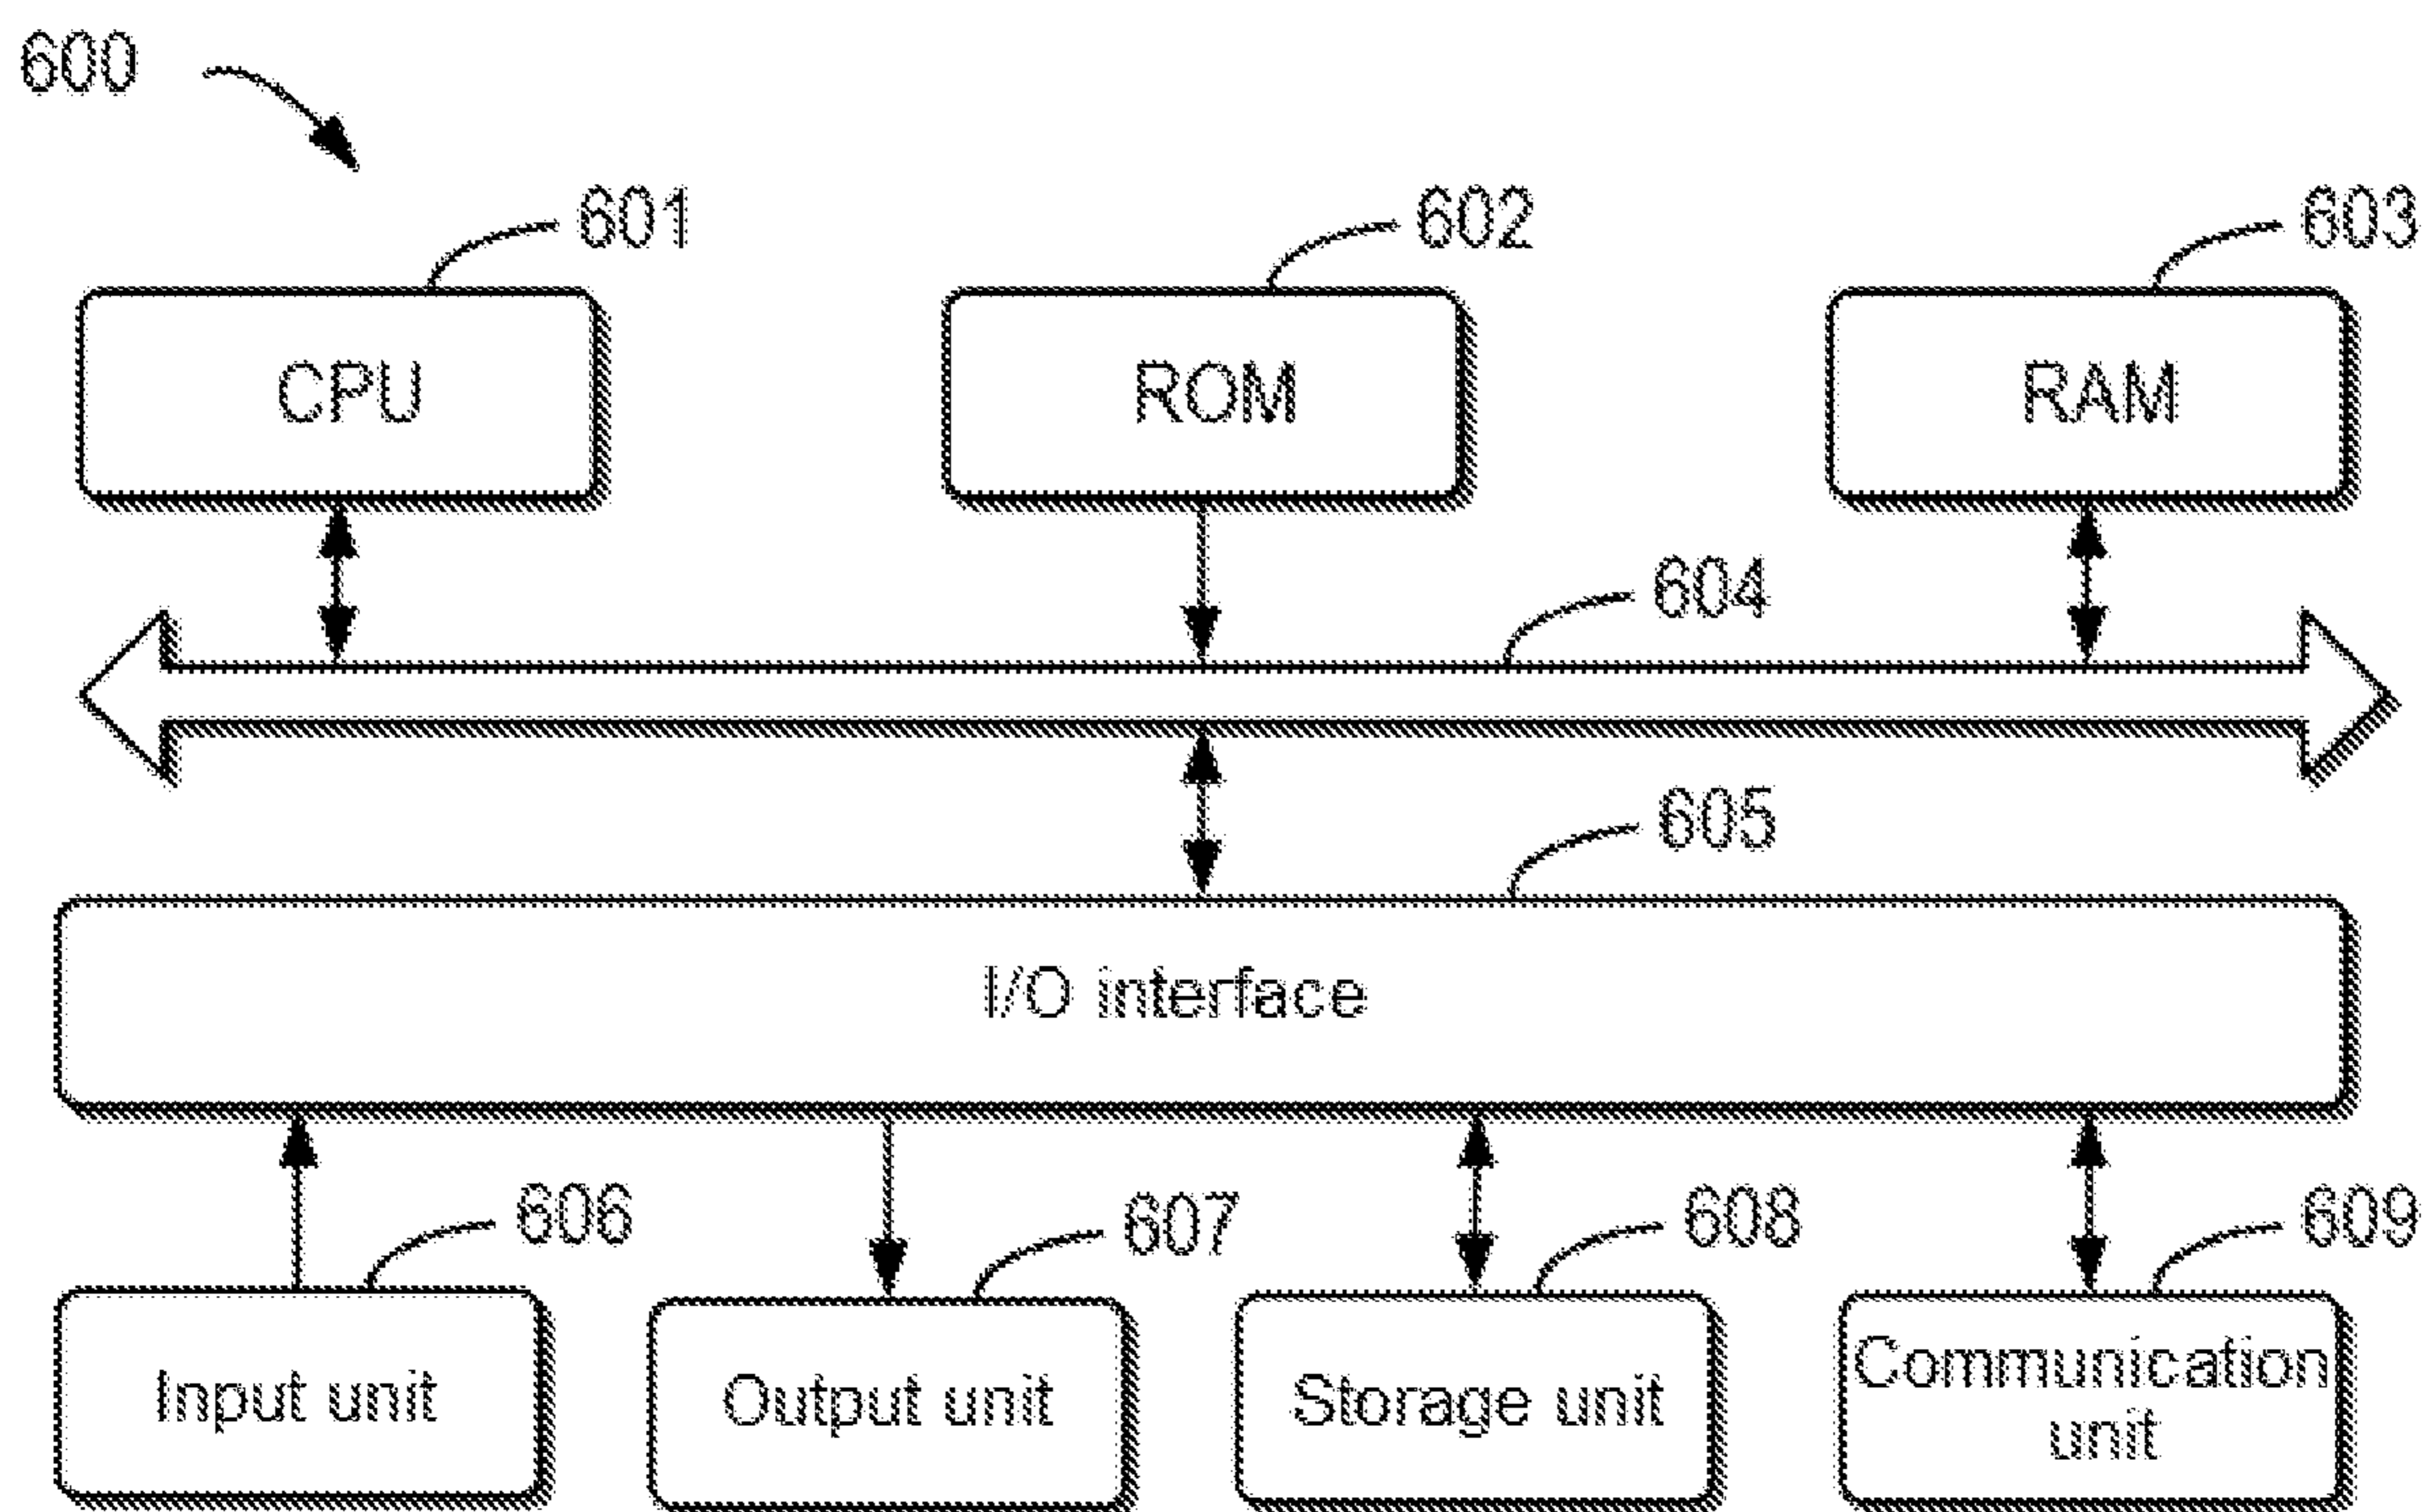 600
601
602
603
CPU
ROM
RAM
604
605
I/O interface
606
607
608
609
Input unit
Output unit
Storage unit
Communication
unit